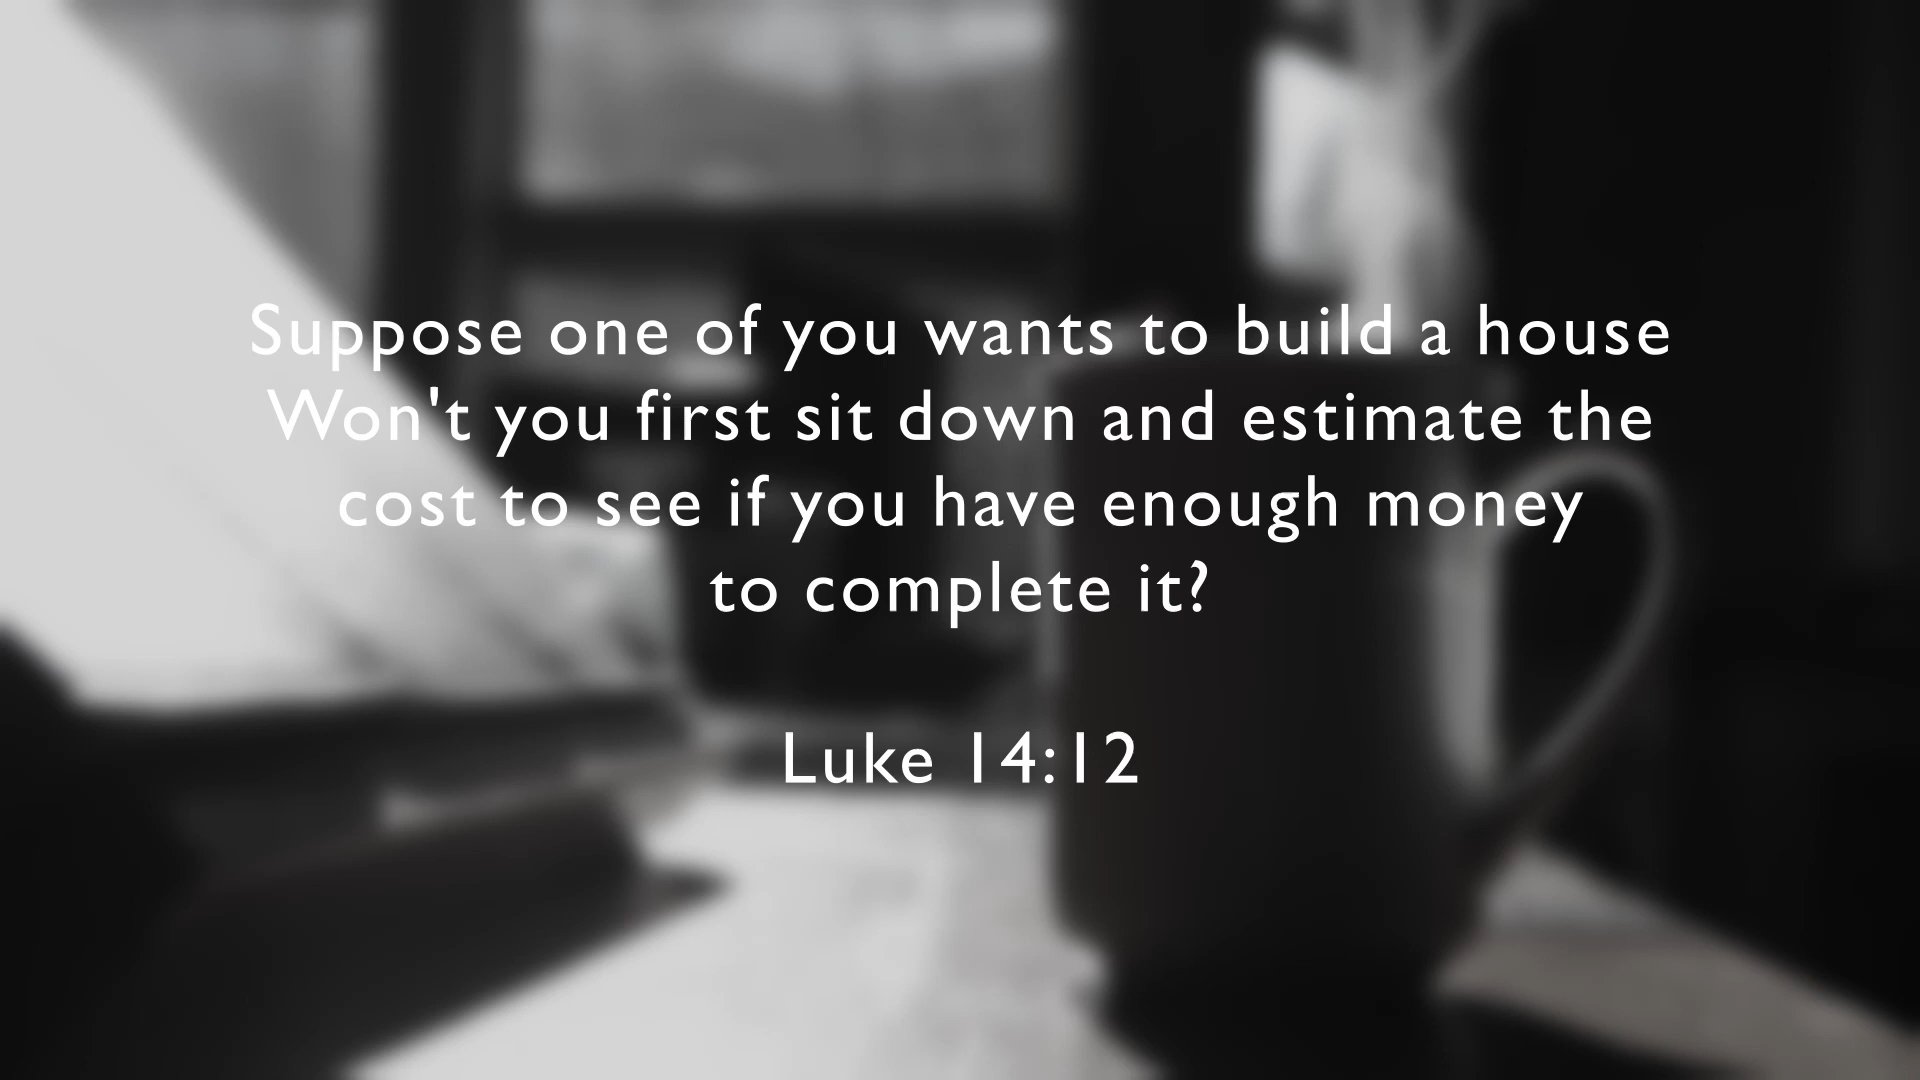 Suppose one of you wants to build a house
Won't you first sit down and estimate the
cost to see if you have enough money
to complete it?
Luke 14:12